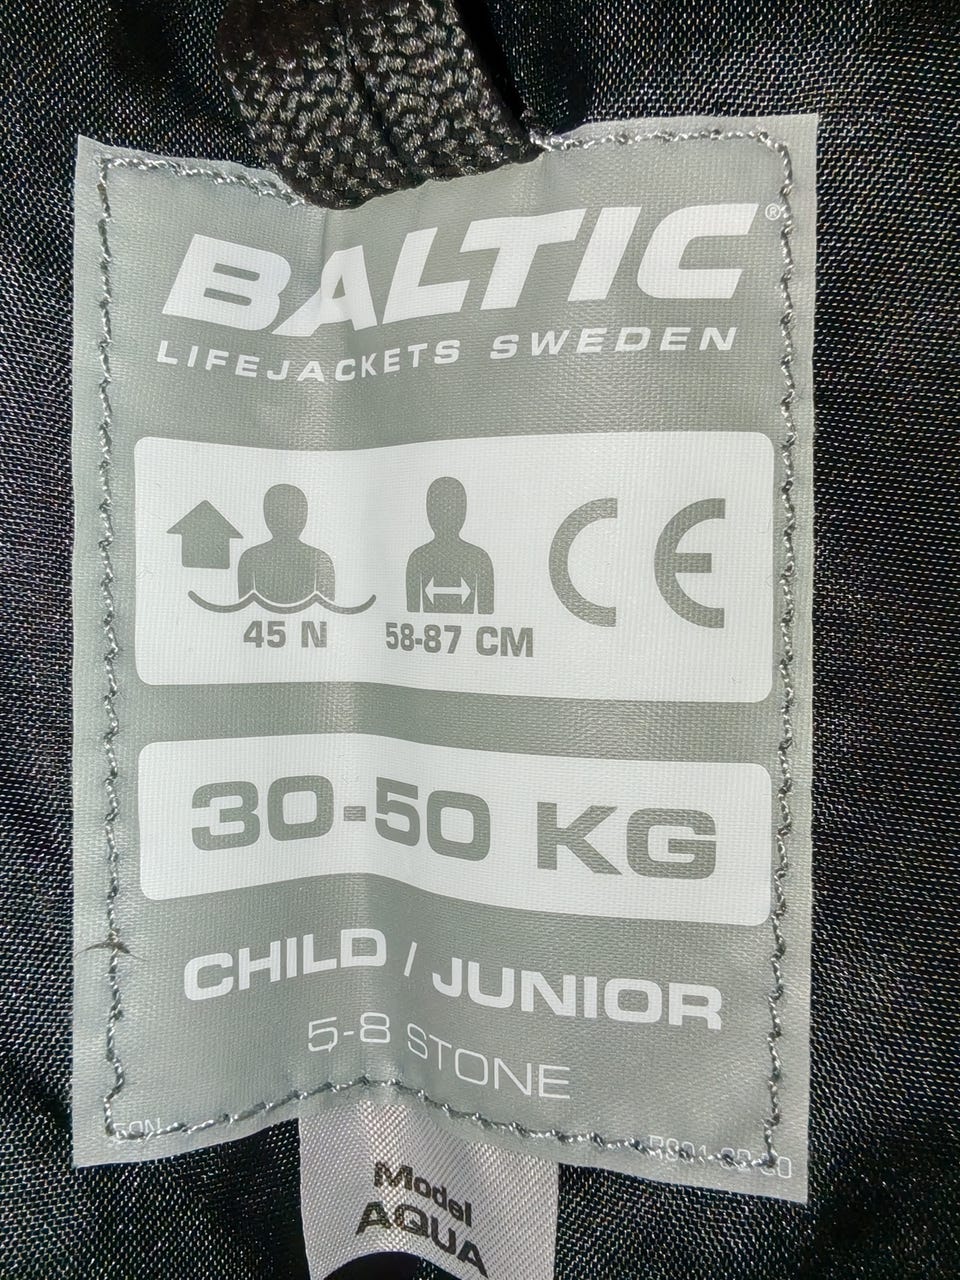 BALTIC®
LIFEJACKETS SWEDEN
45 N 58-87 CM CE
30-50 KG
CHILD / JUNIOR
5-8 STONE
Model
AQUA